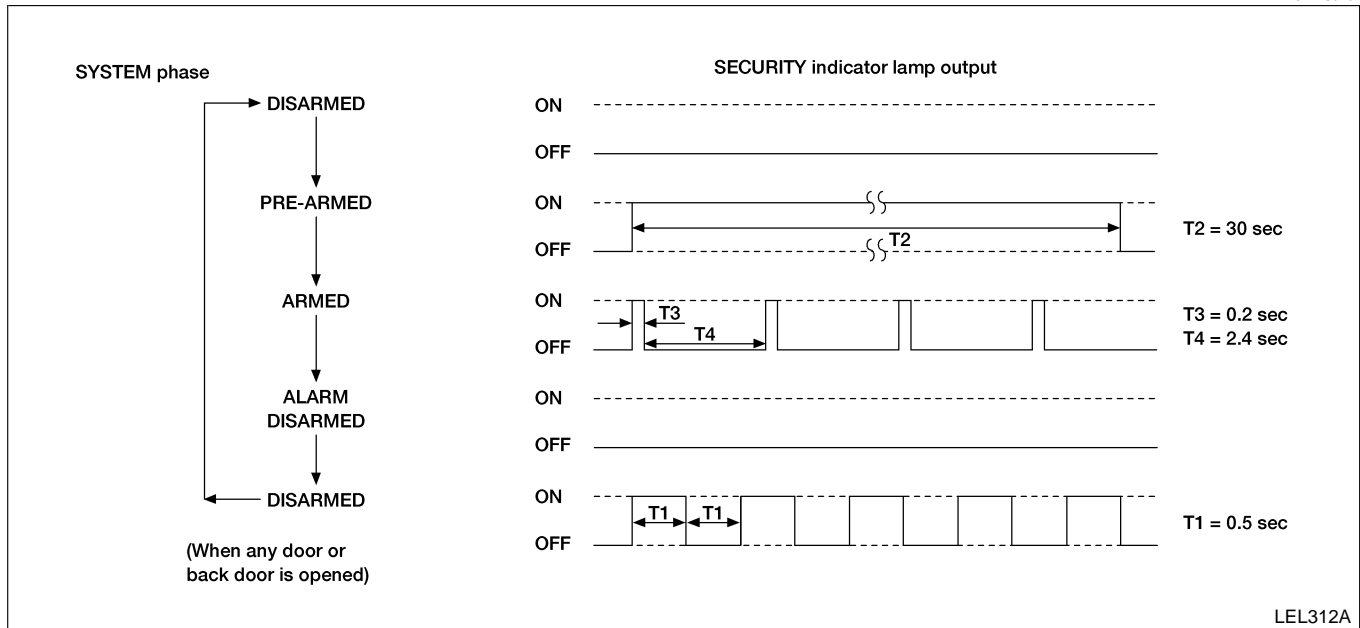 SYSTEM phase
SECURITY indicator lamp output
DISARMED
ON
OFF
PRE-ARMED
ON
OFF
T2
T2 = 30 sec
ARMED
ON
OFF
T3
T4
T3 = 0.2 sec
T4 = 2.4 sec
ALARM
DISARMED
ON
OFF
DISARMED
ON
OFF
T1 T1
T1 = 0.5 sec
(When any door or
back door is opened)
LEL312A